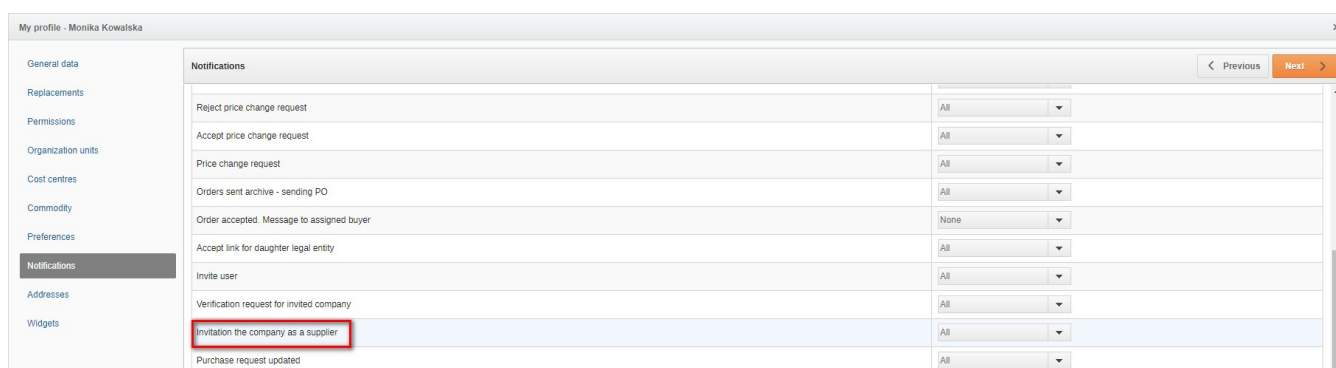 My profile - Monika Kowalska
General data
Replacements
Permissions
Organization units
Cost centres
Commodity
Preferences
Notifications
Addresses
Widgets
Notifications
Previous Next
Reject price change request All
Accept price change request All
Price change request All
Orders sent archive - sending PO All
Order accepted. Message to assigned buyer None
Accept link for daughter legal entity All
Invite user All
Verification request for invited company All
Invitation the company as a supplier All
Purchase request updated All